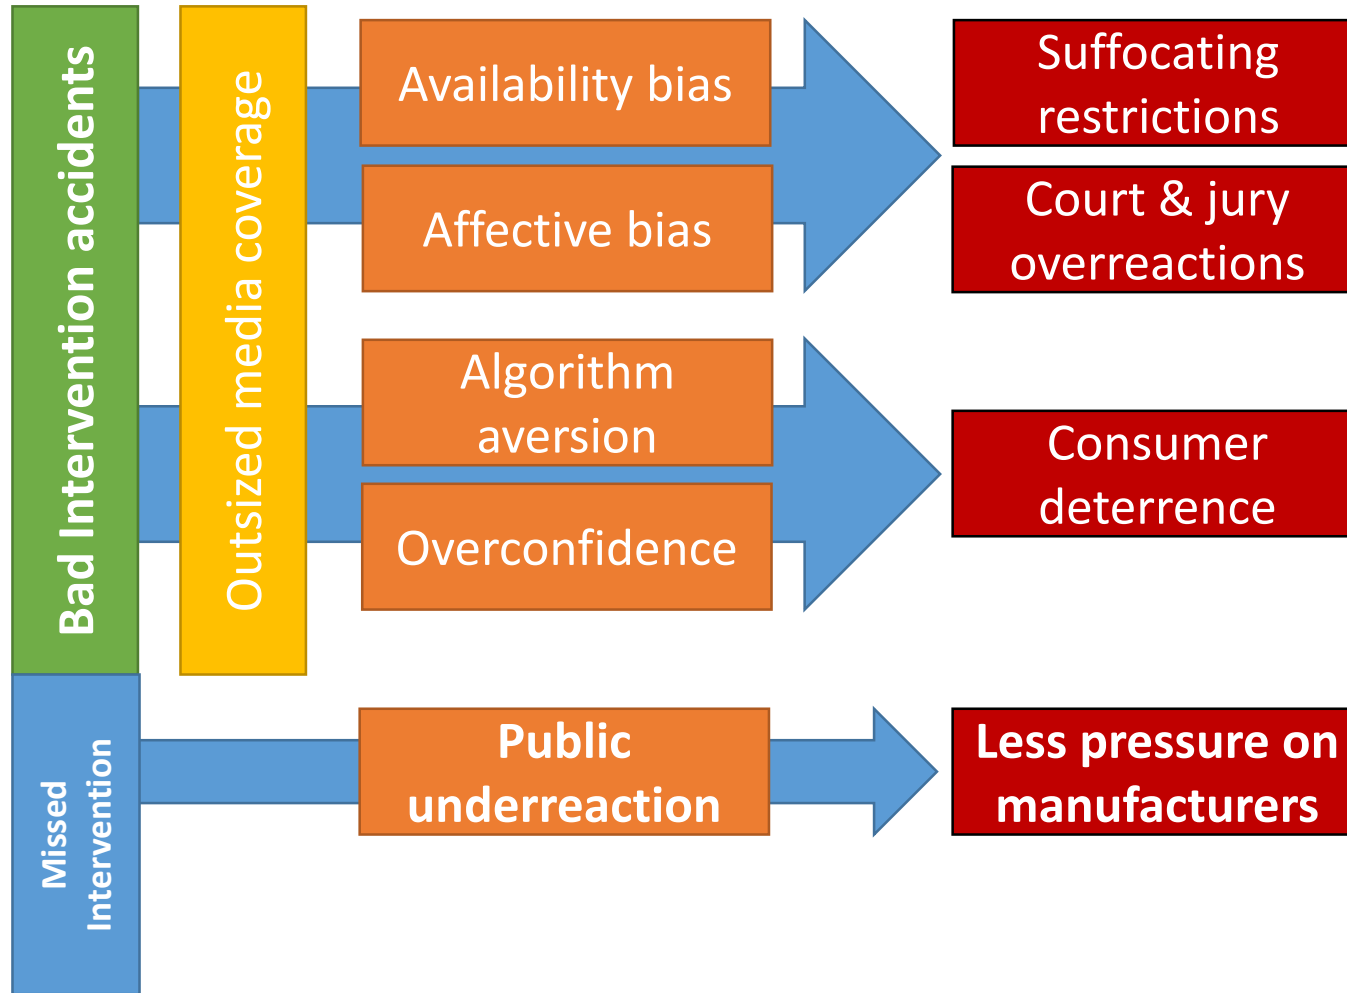 Bad Intervention accidents
Outsized media coverage
Availability bias
Affective bias
Suffocating
restrictions
Court & jury
overreactions
Algorithm
aversion
Overconfidence
Consumer
deterrence
Missed
Intervention
Public
underreaction
Less pressure on
manufacturers